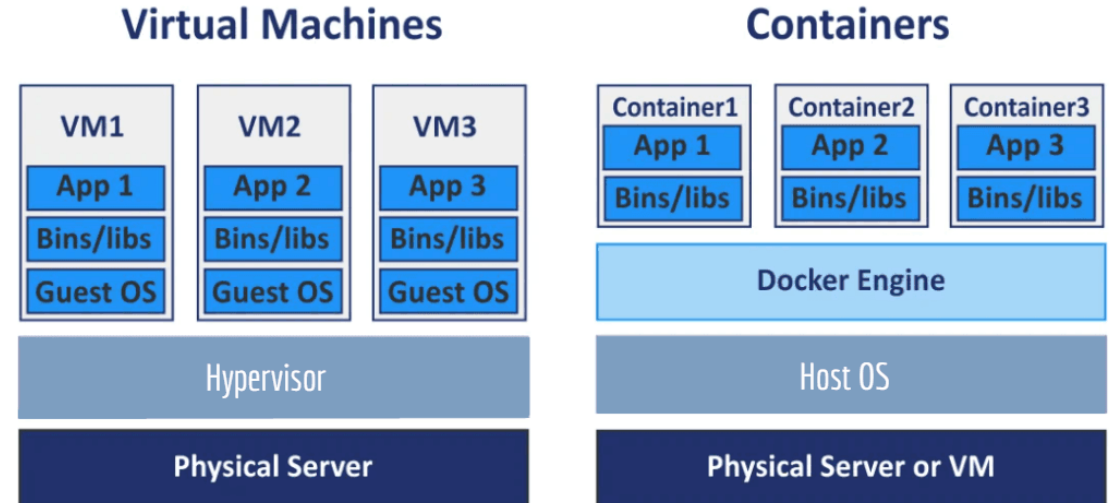 Virtual Machines
VM1
App 1
Bins/libs
Guest OS
VM2
App 2
Bins/libs
Guest OS
VM3
App 3
Bins/libs
Guest OS
Hypervisor
Physical Server
Containers
Container1
App 1
Bins/libs
Container2
App 2
Bins/libs
Container3
App 3
Bins/libs
Docker Engine
Host OS
Physical Server or VM